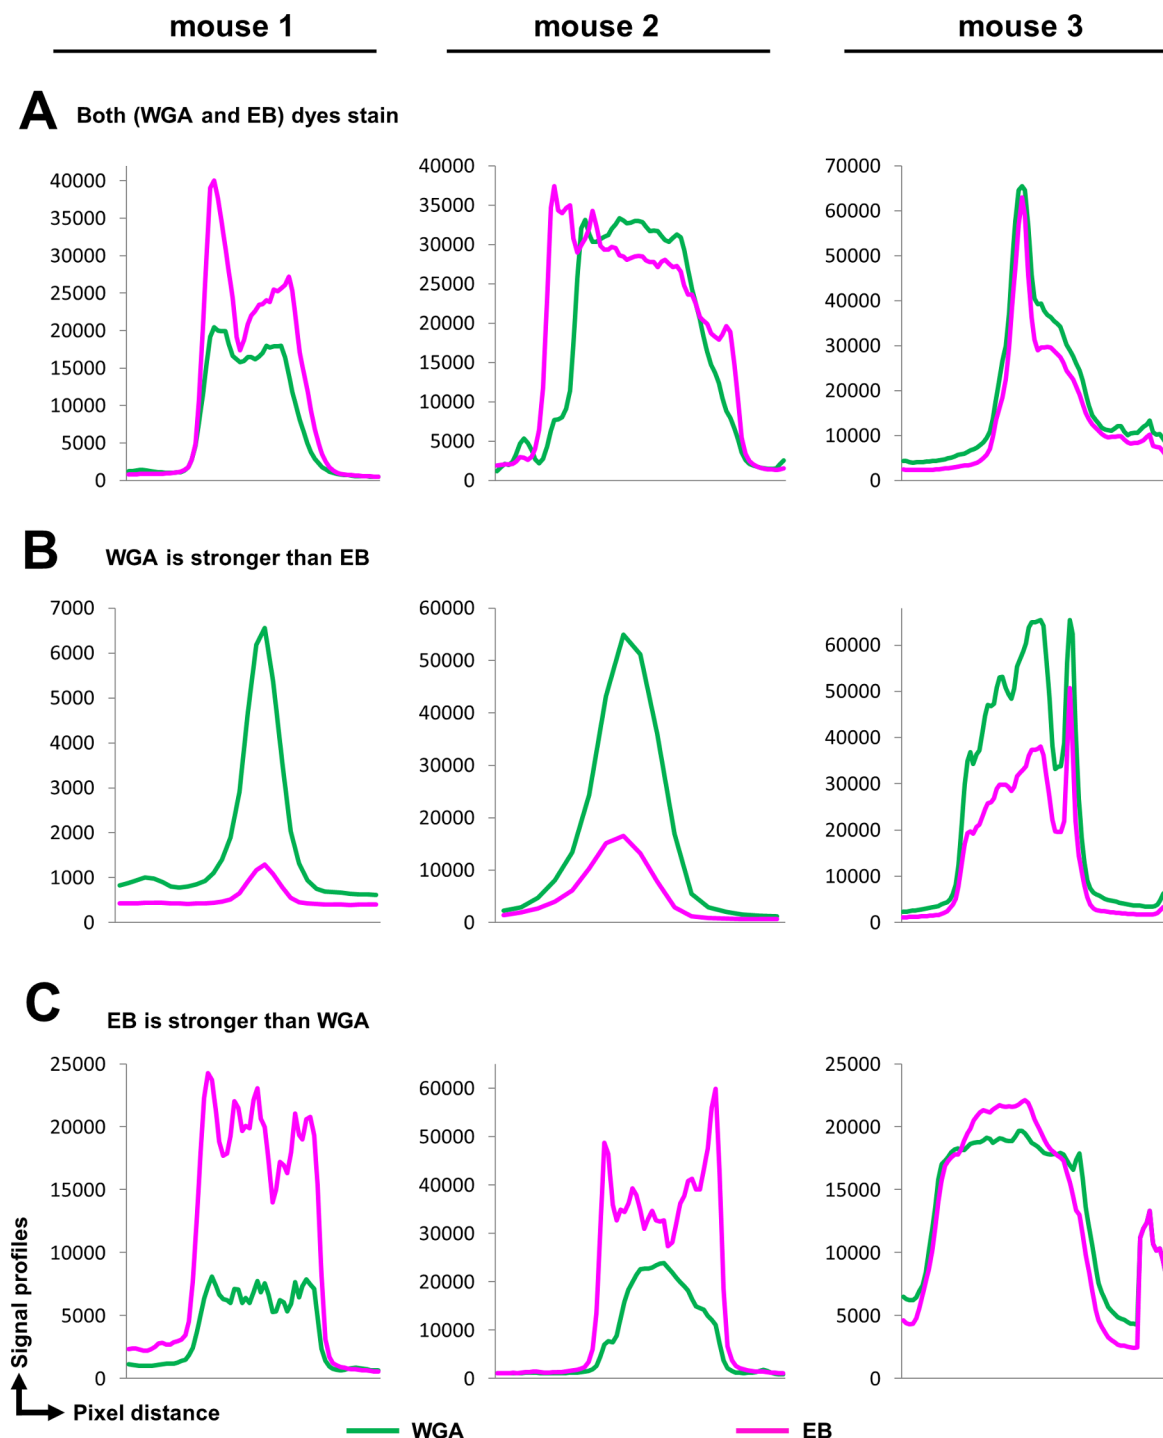 mouse 1 mouse 2 mouse 3
A Both (WGA and EB) dyes stain
40000 35000 30000 25000 20000 15000 10000 5000 0
40000 35000 30000 25000 20000 15000 10000 5000 0
70000 60000 50000 40000 30000 20000 10000 0
B WGA is stronger than EB
7000 6000 5000 4000 3000 2000 1000 0
60000 50000 40000 30000 20000 10000 0
60000 50000 40000 30000 20000 10000 0
C EB is stronger than WGA
25000 20000 15000 10000 5000 0
60000 50000 40000 30000 20000 10000 0
25000 20000 15000 10000 5000 0
Signal profiles
Pixel distance
WGA EB